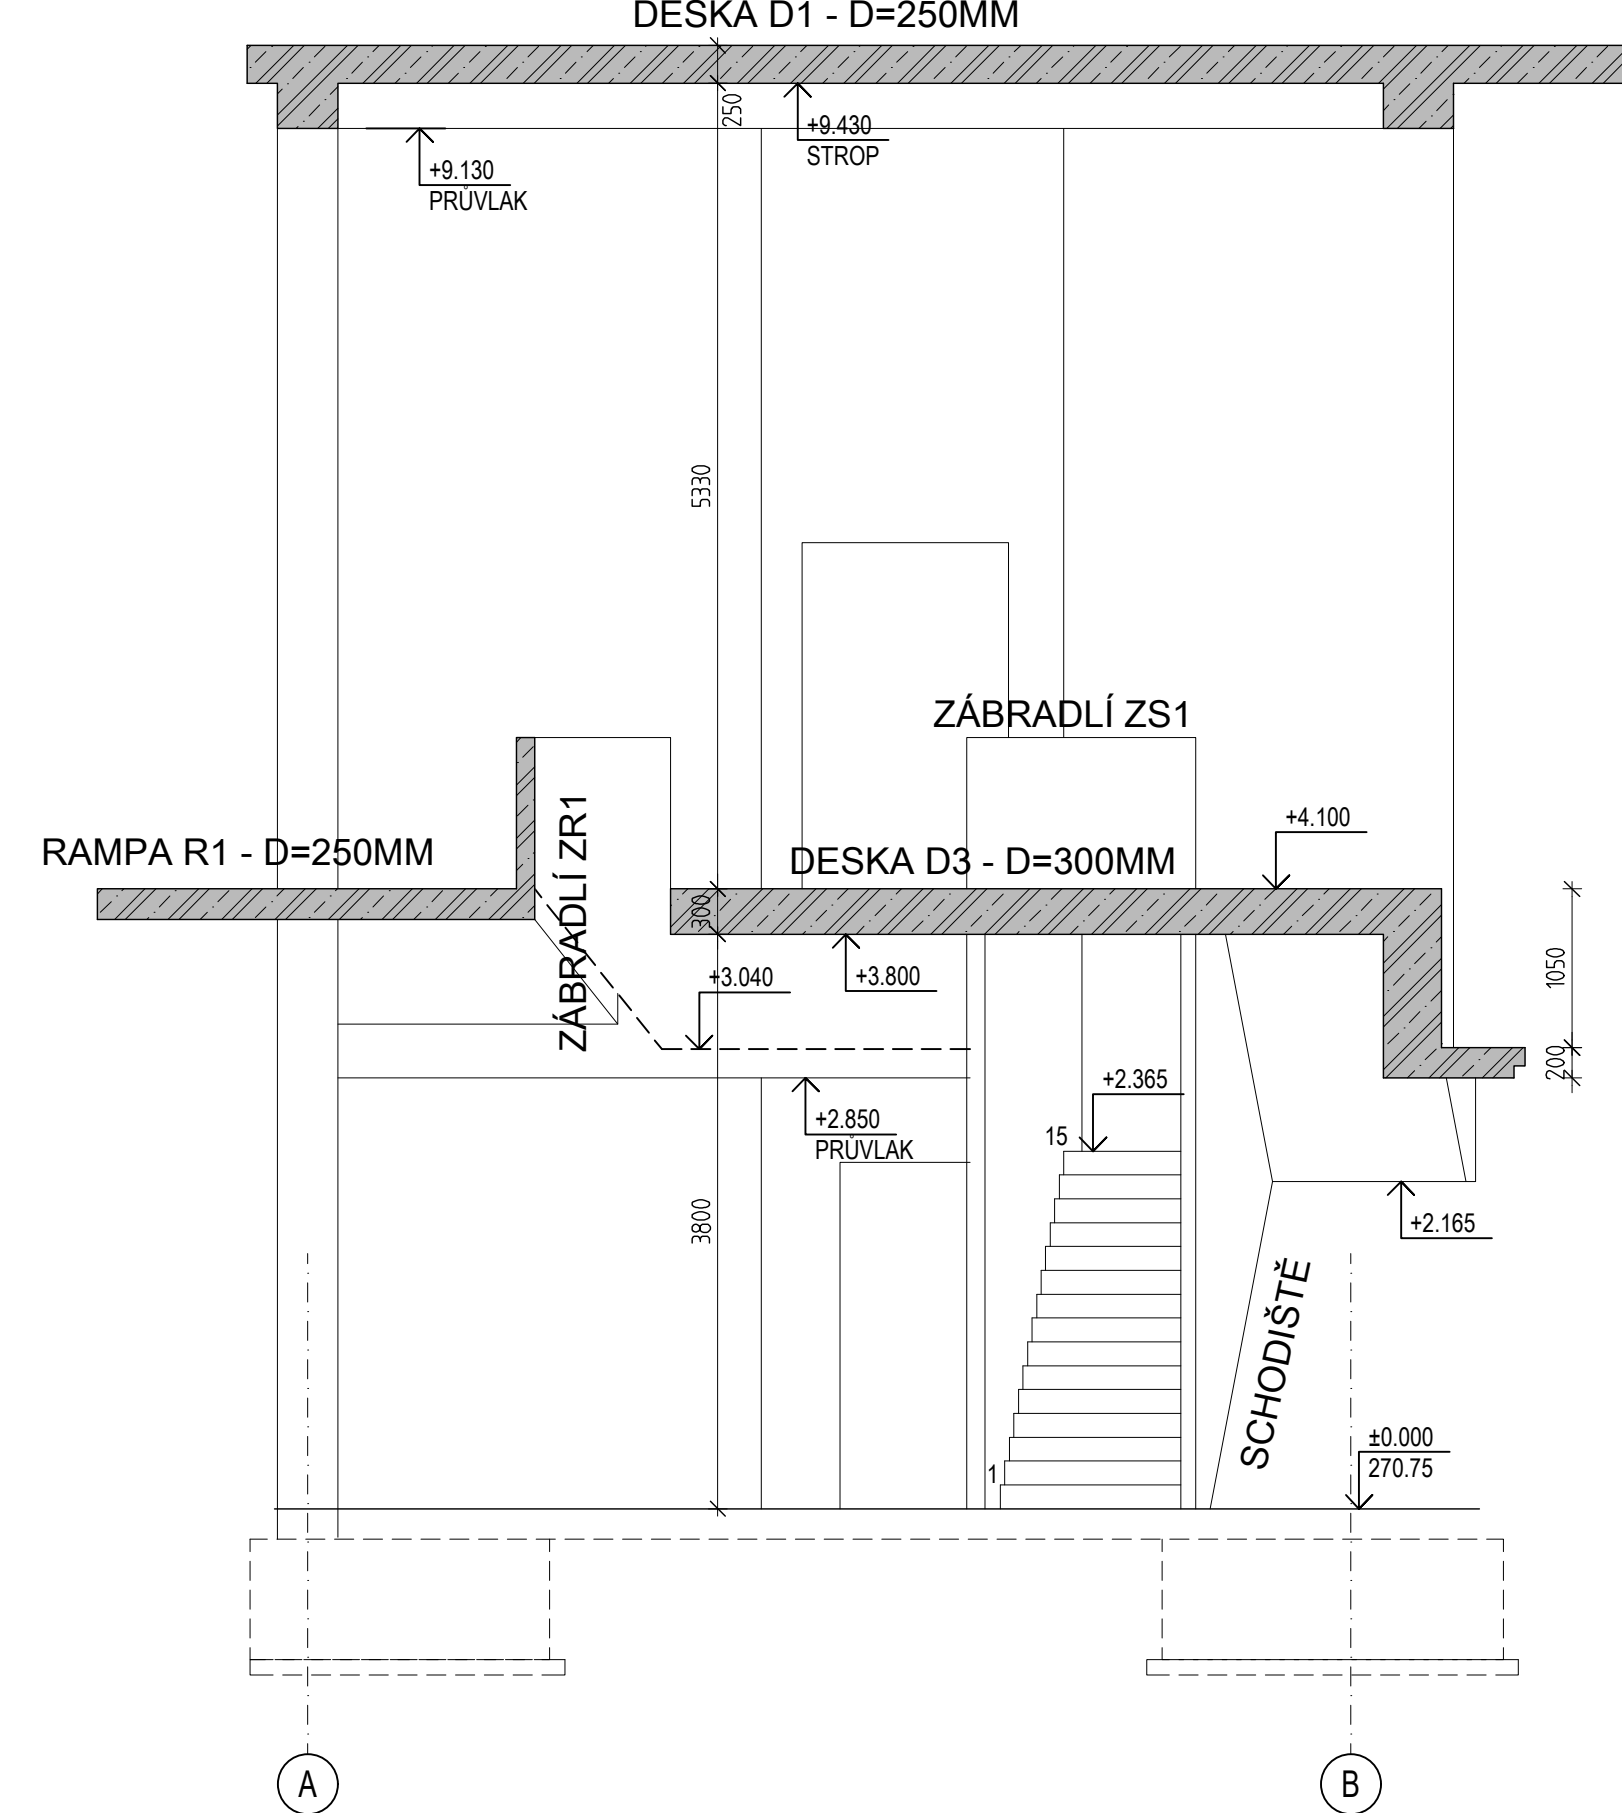 DESKA D1 - D=250MM
250
+9.430
STROP
+9.130
PRŮVLAK
5330
ZÁBRADLÍ ZS1
ZÁBRADLÍ ZR1
+4.100
RAMPA R1 - D=250MM
DESKA D3 - D=300MM
300
1050
+3.040
+3.800
200
+2.365
+2.850
PRŮVLAK
15
3800
+2.165
SCHODIŠTĚ
±0.000
270.75
1
A
B